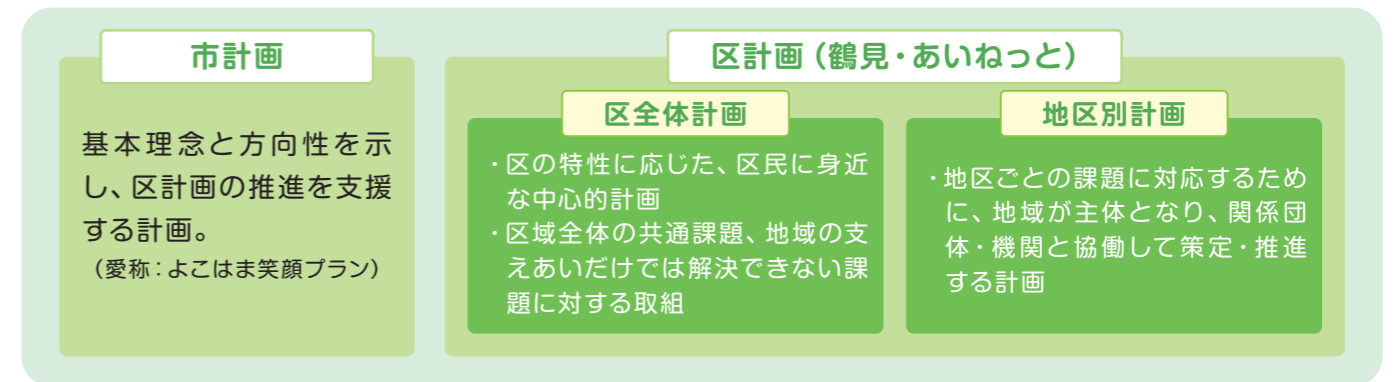 市計画
基本理念と方向性を示
し、区計画の推進を支援
する計画。
（愛称：よこはま笑顔プラン）
区計画（鶴見・あいねっと）
区全体計画
・区の特性に応じた、区民に身近
な中心的計画
・区域全体の共通課題、地域の支
えあいだけでは解決できない課
題に対する取組
地区別計画
・地区ごとの課題に対応するため
に、地域が主体となり、関係団
体・機関と協働して策定・推進
する計画